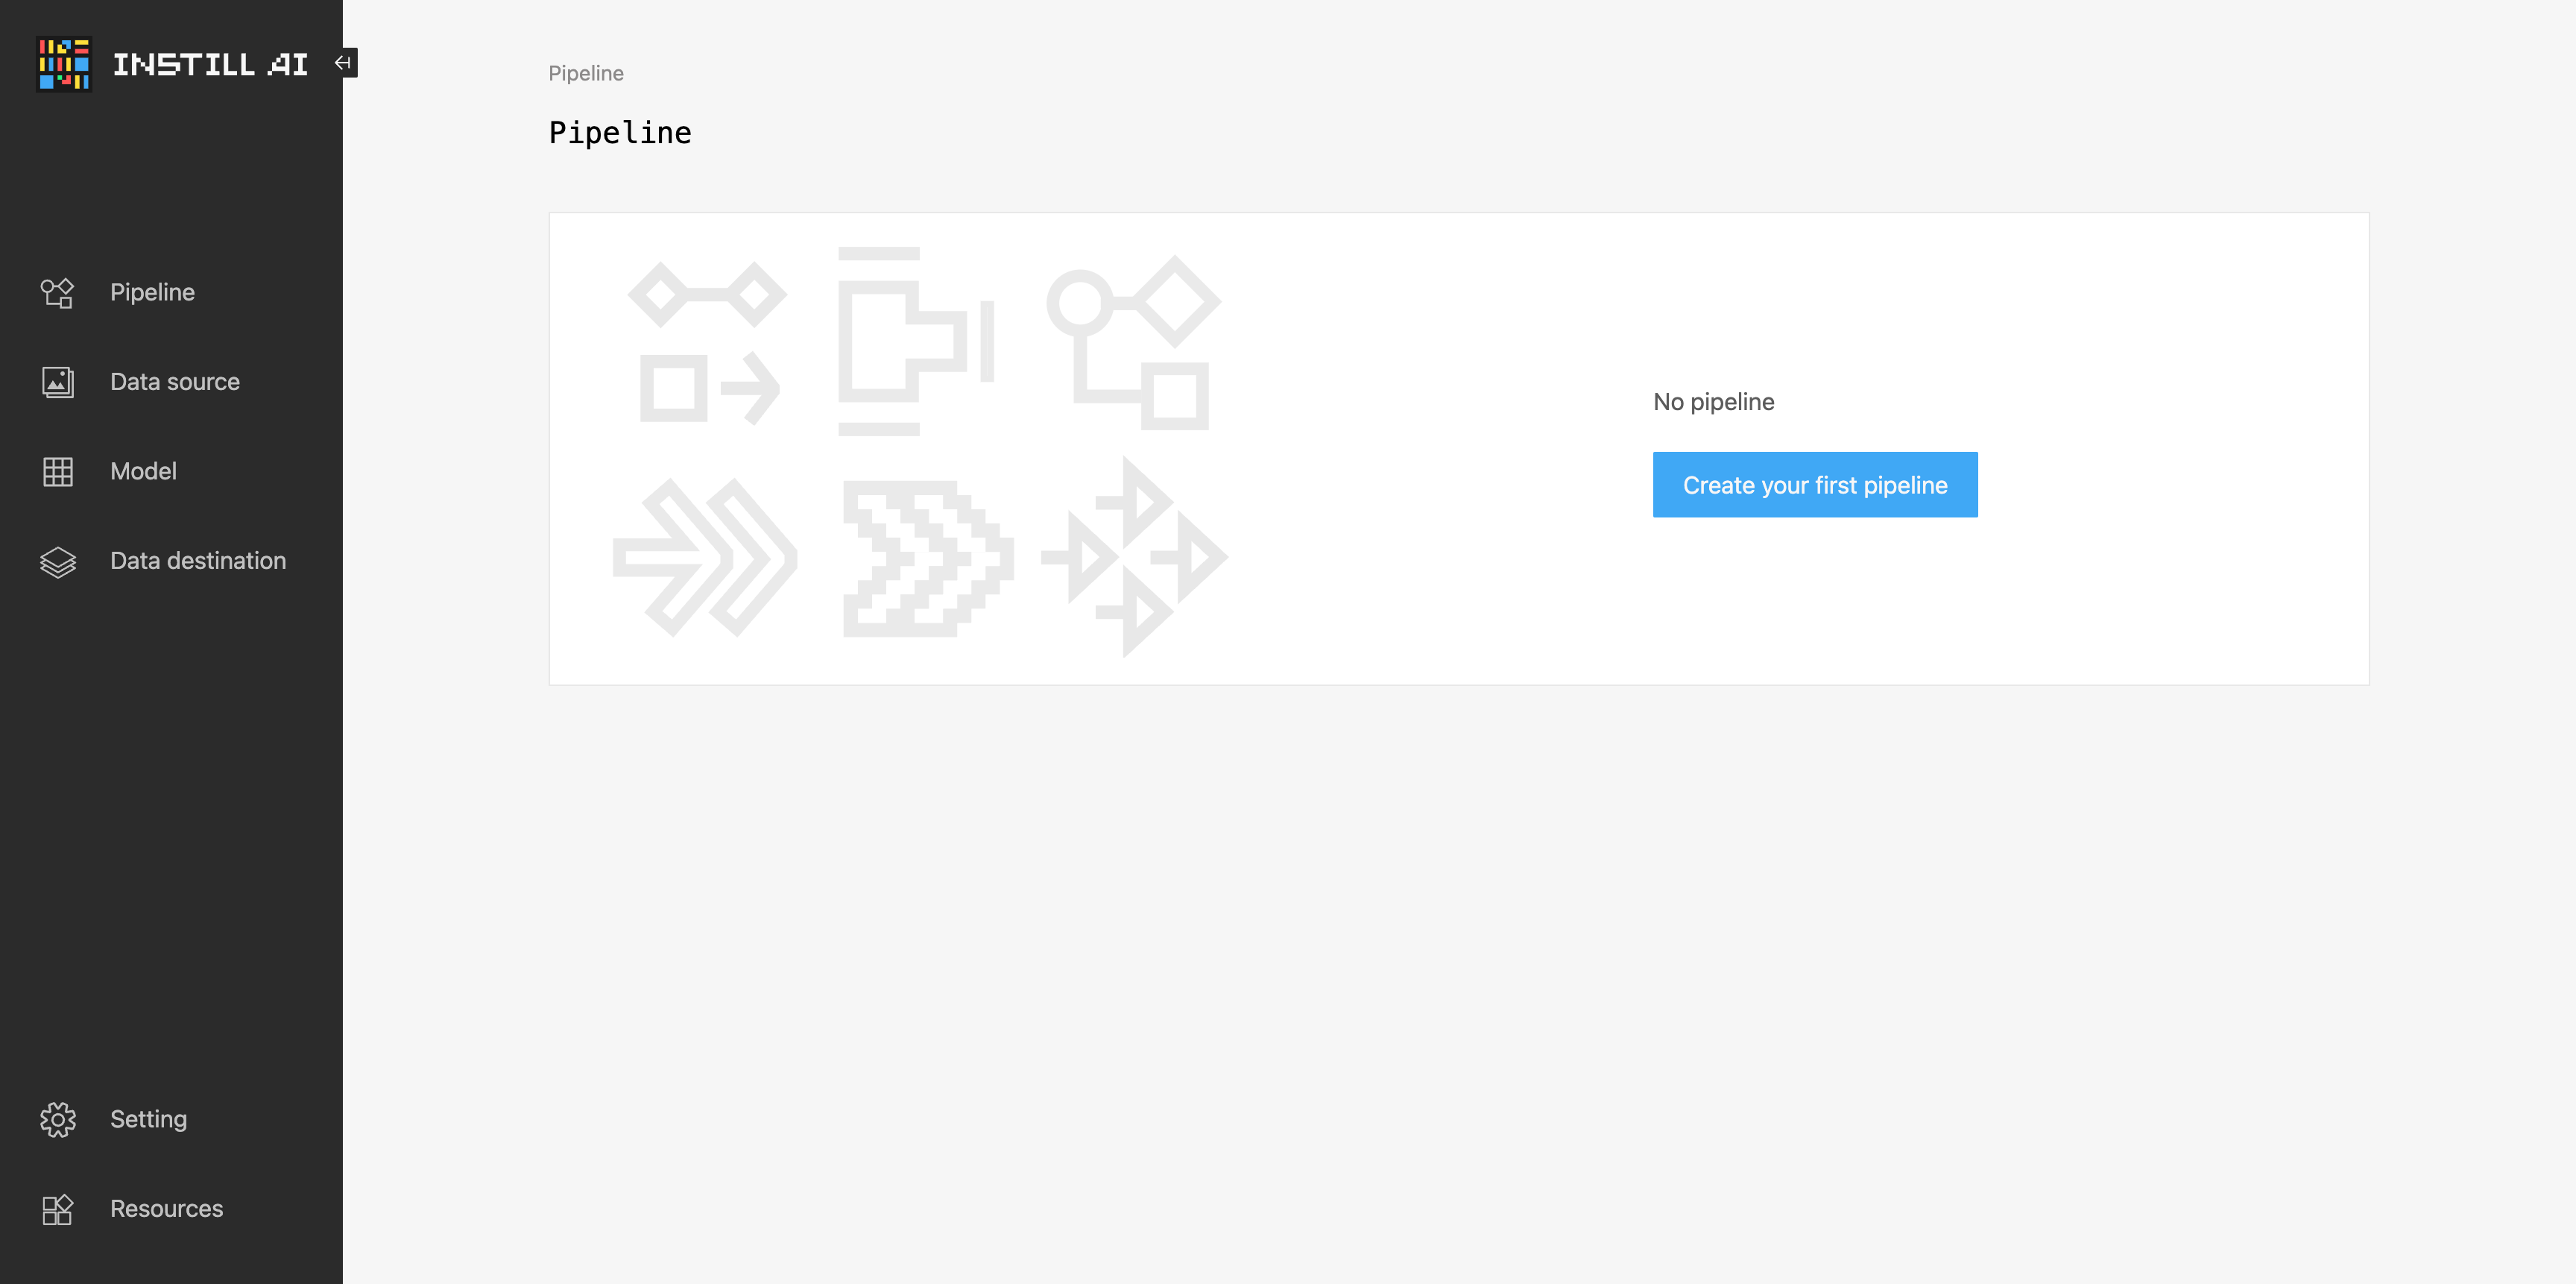 INSTILL AI
Pipeline
Data source
Model
Data destination
Setting
Resources
Pipeline
Pipeline
No pipeline
Create your first pipeline